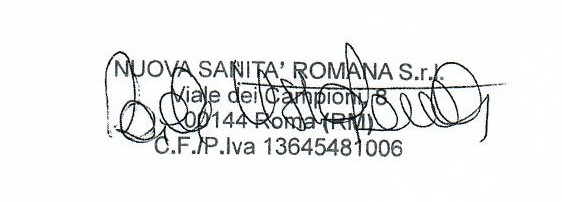 NUOVA SANITA' ROMANA S.r.l.
Viale dei Campioni, 8
00144 Roma (RM)
C.F./P.Iva 13645481006